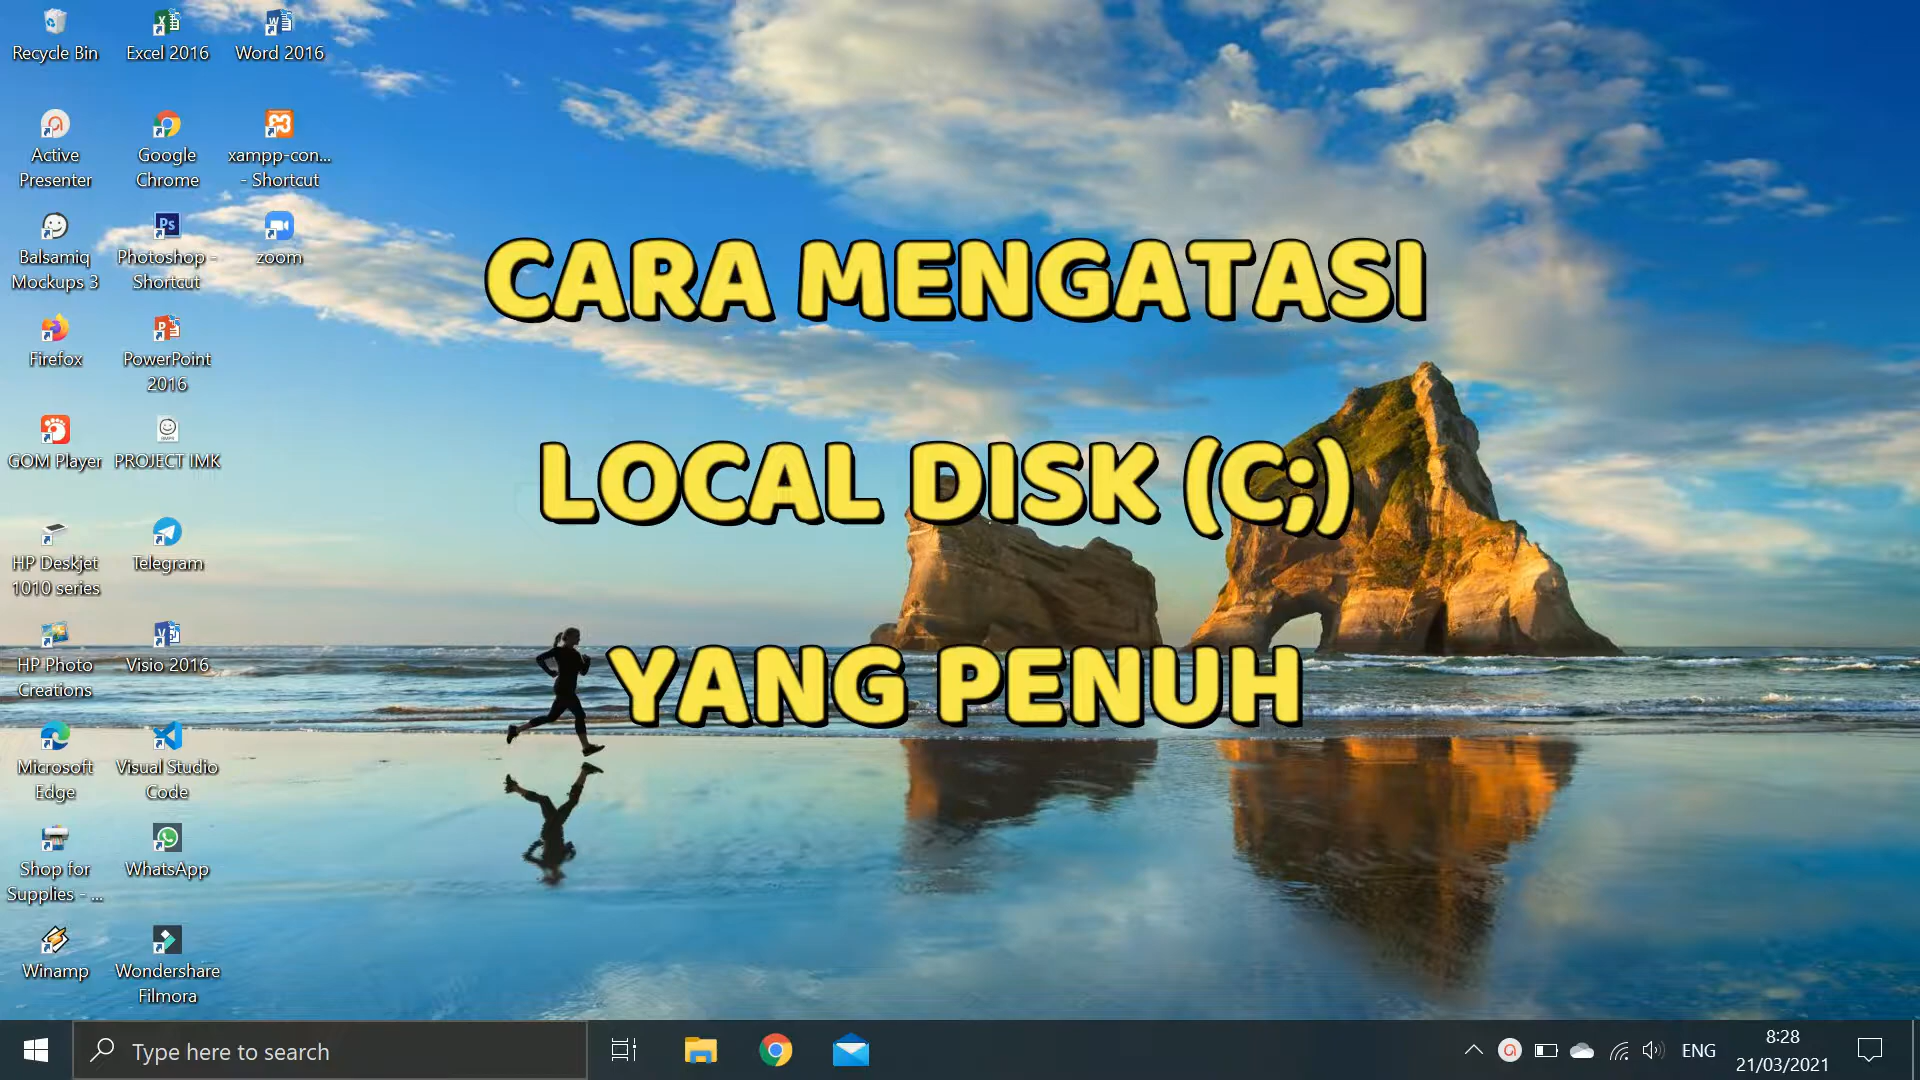 Recycle Bin
Excel 2016
Word 2016
Active
Presenter
Google
Chrome
xampp-con...
- Shortcut
Balsamiq
Mockups 3
Ps
Photoshop -
Shortcut
zoom
Firefox
PowerPoint
2016
GOM Player
PROJECT IMK
HP Deskjet
1010 series
Telegram
HP Photo
Creations
Visio 2016
Microsoft
Edge
Visual Studio
Code
Shop for
Supplies - ...
WhatsApp
Winamp
Wondershare
Filmora
CARA MENGATASI
LOCAL DISK (C;)
YANG PENUH
Type here to search
ENG
8:28
21/03/2021